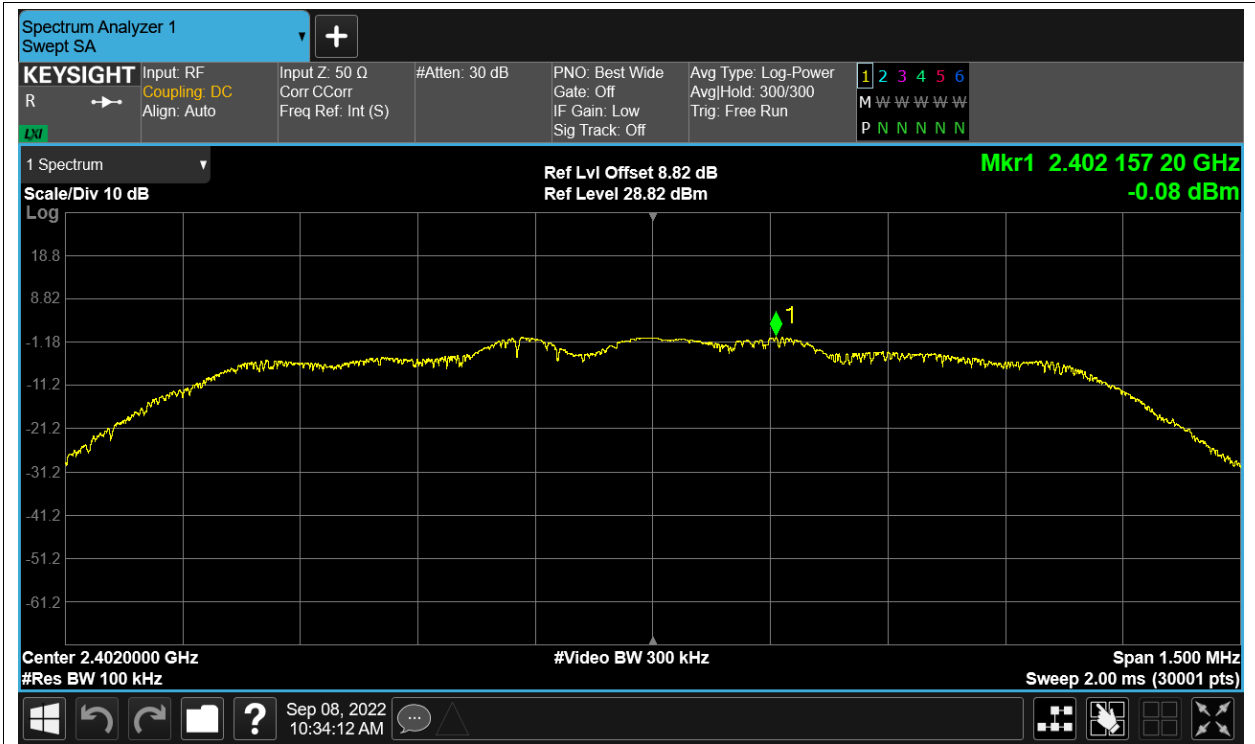 Spectrum Analyzer 1
Swept SA
KEYSIGHT
R
LXI
Input: RF
Coupling: DC
Align: Auto
Input Z: 50 Ω
Corr CCorr
Freq Ref: Int (S)
#Atten: 30 dB
PNO: Best Wide
Gate: Off
IF Gain: Low
Sig Track: Off
Avg Type: Log-Power
Avg|Hold: 300/300
Trig: Free Run
1 2 3 4 5 6
M W W W W W
P N N N N N
1 Spectrum
Scale/Div 10 dB
Log
Ref Lvl Offset 8.82 dB
Ref Level 28.82 dBm
Mkr1 2.402 157 20 GHz
-0.08 dBm
18.8
8.82
1
-1.18
-11.2
-21.2
-31.2
-41.2
-51.2
-61.2
Center 2.4020000 GHz
#Res BW 100 kHz
#Video BW 300 kHz
Span 1.500 MHz
Sweep 2.00 ms (30001 pts)
?
Sep 08, 2022
10:34:12 AM